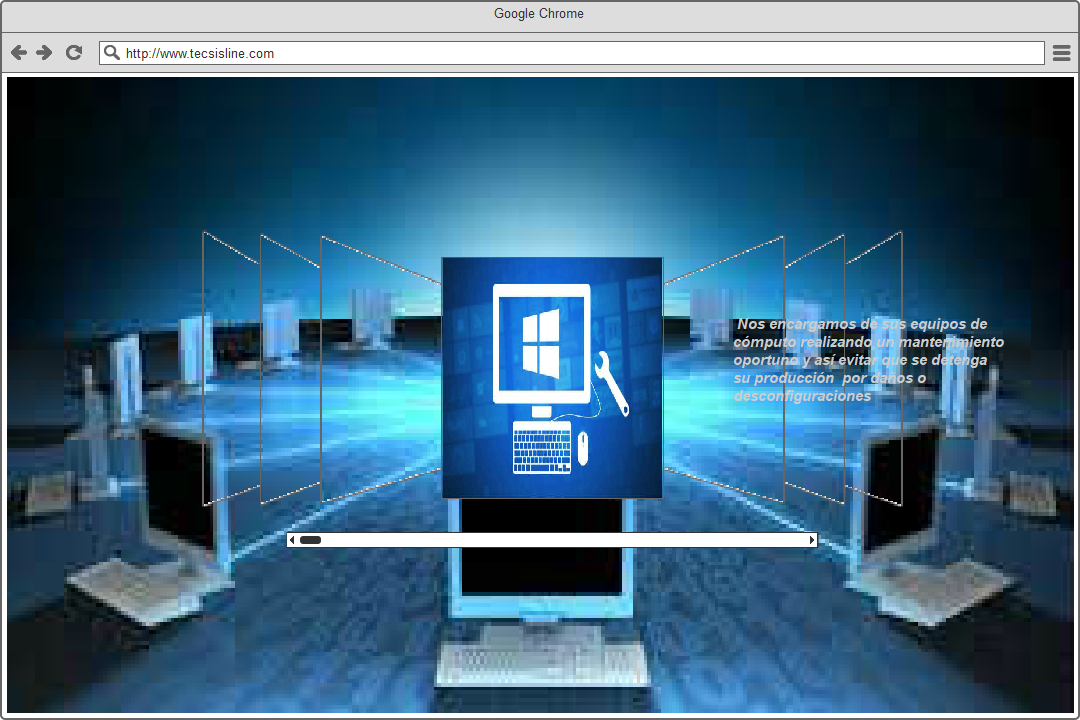 Google Chrome
http://www.tecsisline.com
Nos encargamos de sus equipos de
cómputo realizando un mantenimiento
oportuno y así evitar que se detenga
su producción por daños o
desconfiguraciones